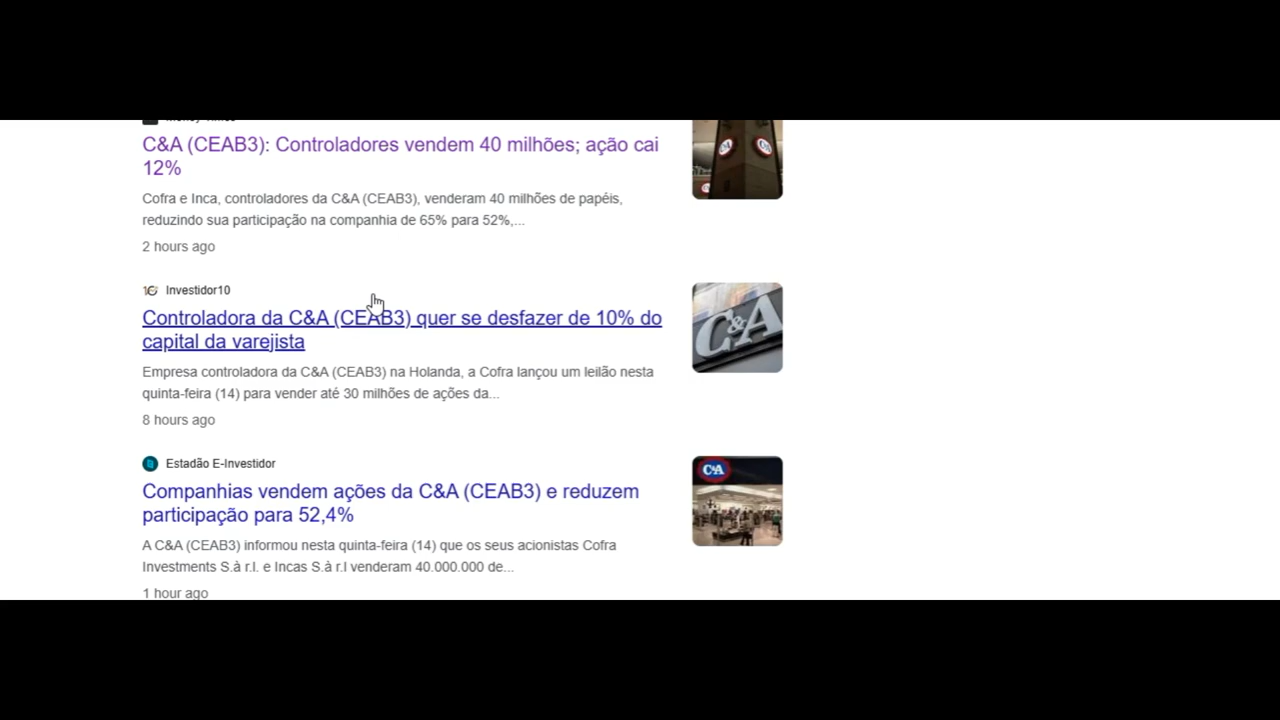 C&A (CEAB3): Controladores vendem 40 milhões; ação cai
12%
Cofra e Inca, controladores da C&A (CEAB3), venderam 40 milhões de papéis,
reduzindo sua participação na companhia de 65% para 52%,...
2 hours ago
Investidor10
Controladora da C&A (CEAB3) quer se desfazer de 10% do
capital da varejista
Empresa controladora da C&A (CEAB3) na Holanda, a Cofra lançou um leilão nesta
quinta-feira (14) para vender até 30 milhões de ações da...
8 hours ago
C&A
Estadão E-Investidor
Companhias vendem ações da C&A (CEAB3) e reduzem
participação para 52,4%
A C&A (CEAB3) informou nesta quinta-feira (14) que os seus acionistas Cofra
Investments S.à r.l. e Incas S.à r.l venderam 40.000.000 de...
1 hour ago
C&A